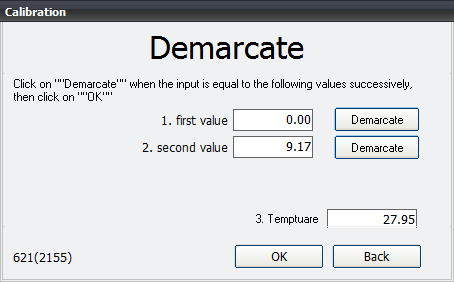 Calibration
Demarcate
Click on ""Demarcate"" when the input is equal to the following values successively,
then click on ""OK""
1. first value 0.00 Demarcate
2. second value 9.17 Demarcate
3. Temptuare 27.95
621(2155) OK Back